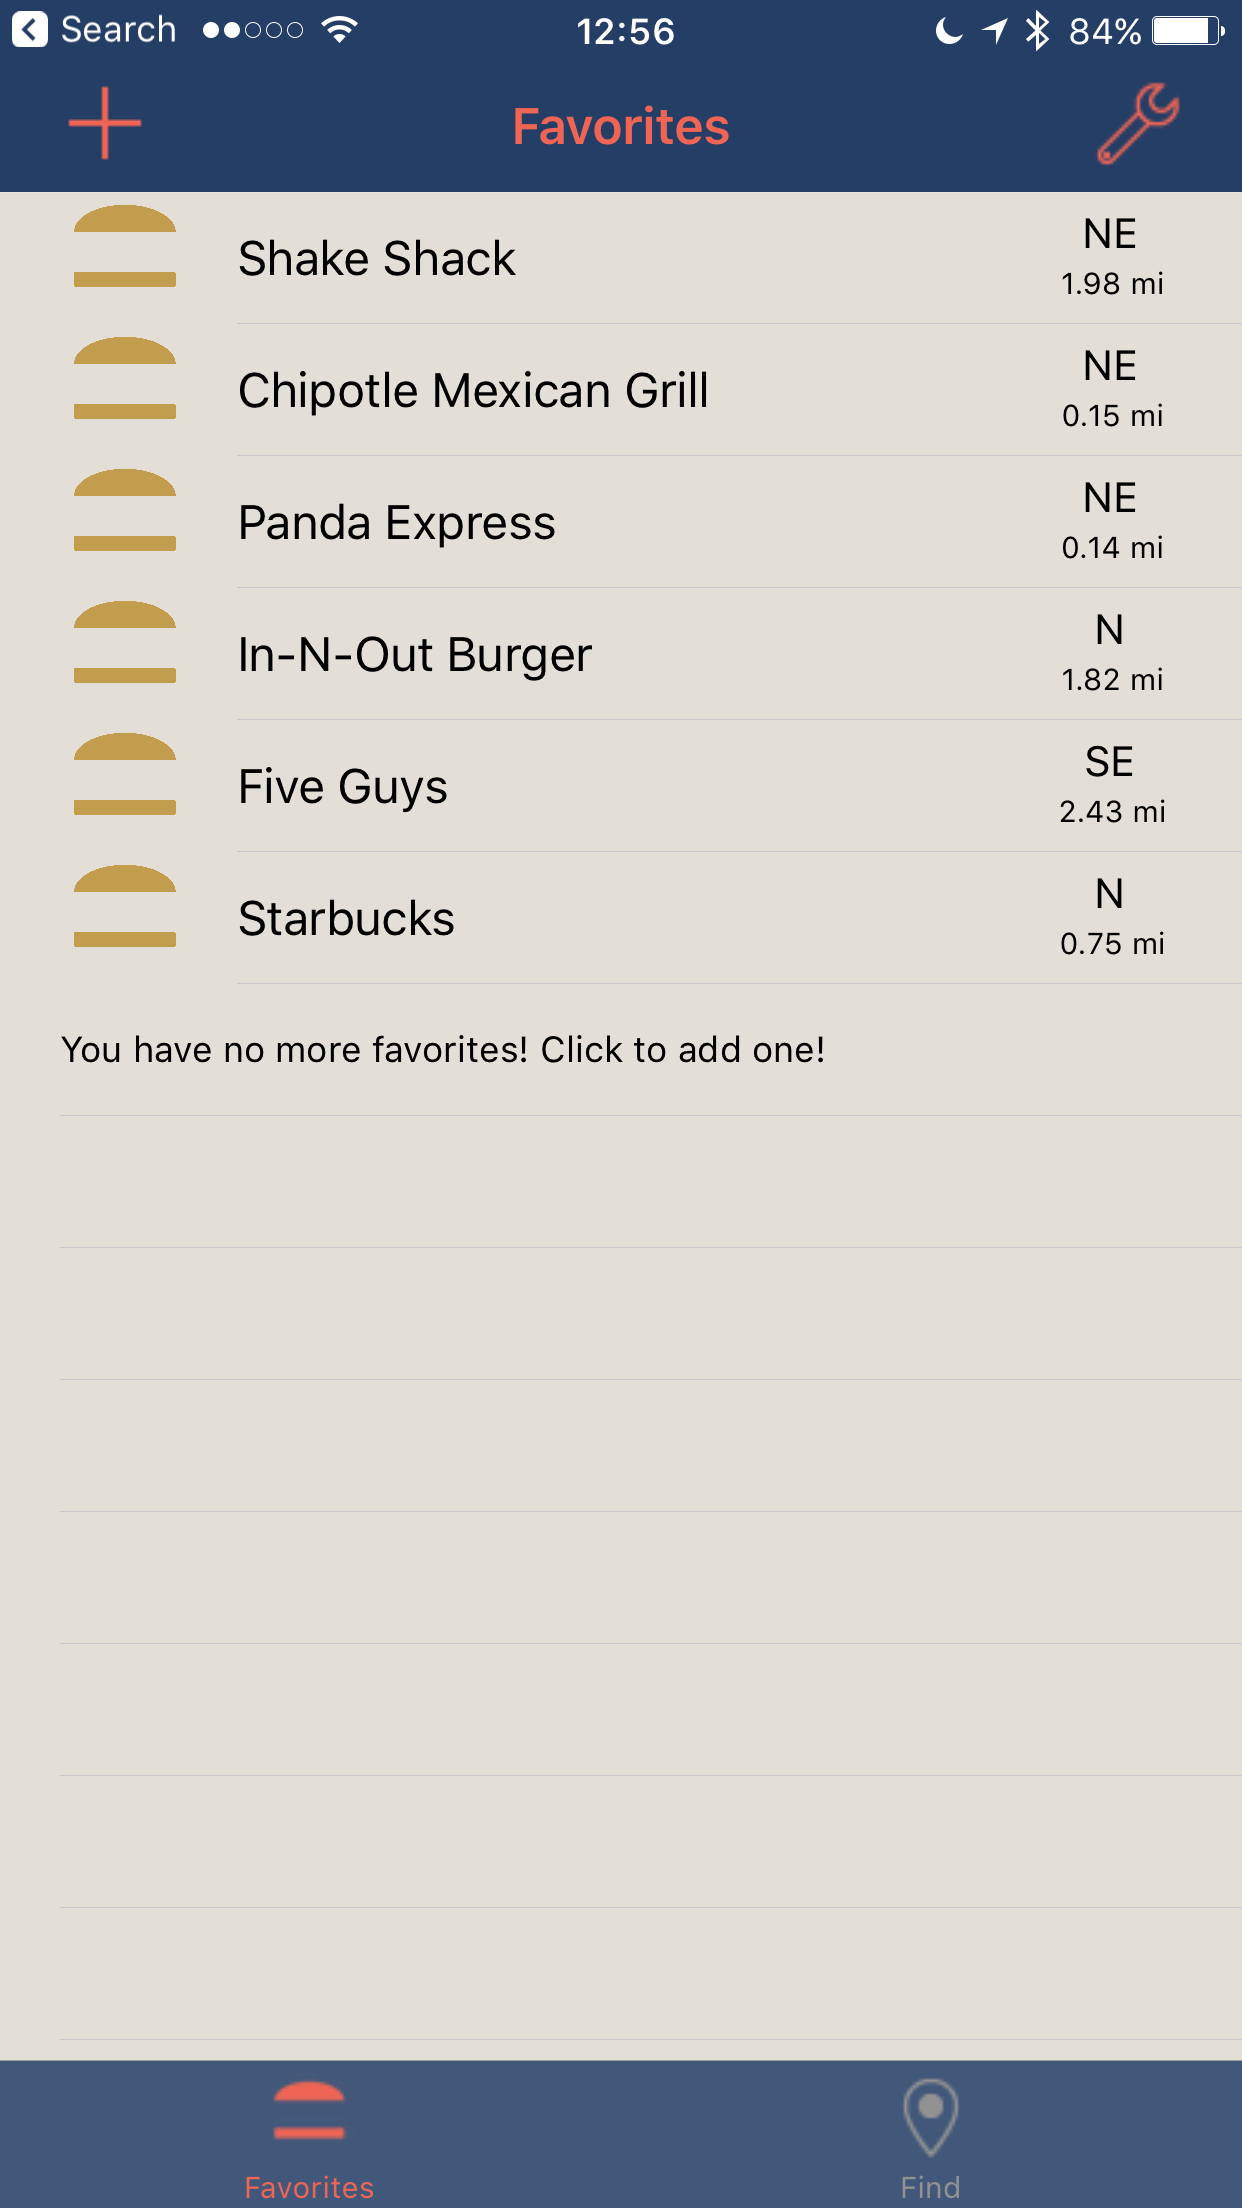 Search 12:56 84%
Favorites
Shake Shack NE
1.98 mi
Chipotle Mexican Grill NE
0.15 mi
Panda Express NE
0.14 mi
In-N-Out Burger N
1.82 mi
Five Guys SE
2.43 mi
Starbucks N
0.75 mi
You have no more favorites! Click to add one!
Favorites Find